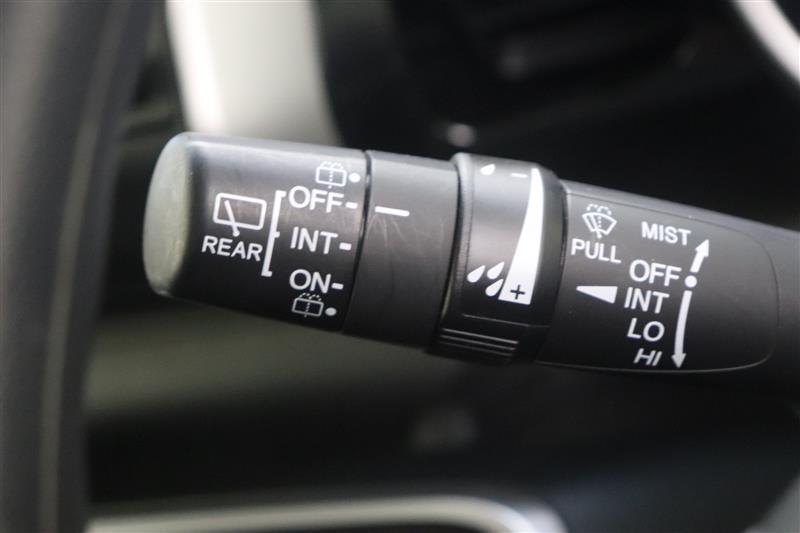 REAR
OFF
INT
ON
-
+
PULL
MIST
OFF
INT
LO
HI